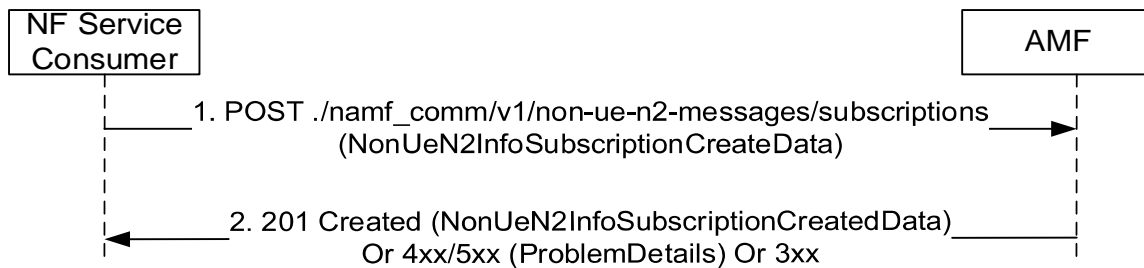 NF Service
Consumer
AMF
1. POST ./namf_comm/v1/non-ue-n2-messages/subscriptions
(NonUeN2InfoSubscriptionCreateData)
2. 201 Created (NonUeN2InfoSubscriptionCreatedData)
Or 4xx/5xx (ProblemDetails) Or 3xx